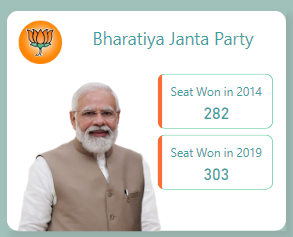 Bharatiya Janta Party
Seat Won in 2014
282
Seat Won in 2019
303